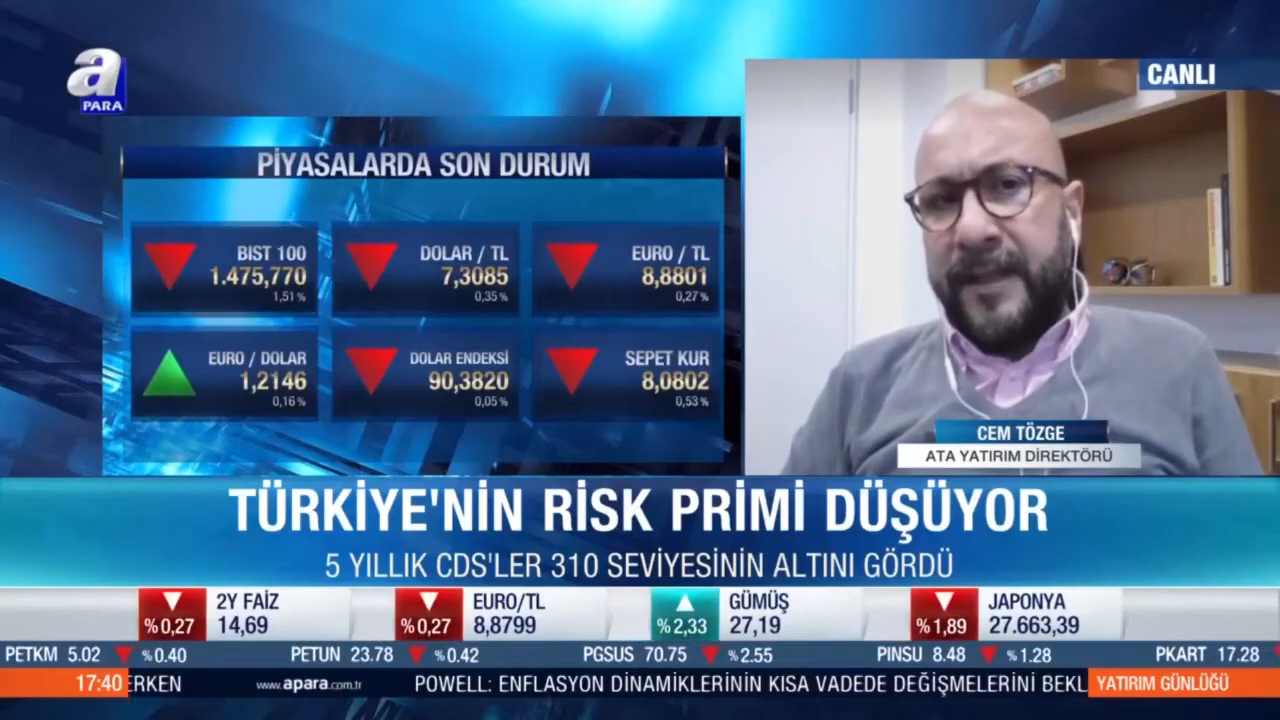 a
PARA
CANLI
PİYASALARDA SON DURUM
BIST 100
1.475,770
1,51 %
DOLAR / TL
7,3085
0,35 %
EURO / TL
8,8801
0,27 %
EURO / DOLAR
1,2146
0,16 %
DOLAR ENDEKSİ
90,3820
0,05 %
SEPET KUR
8,0802
0,53 %
CEM TÖZGE
ATA YATIRIM DİREKTÖRÜ
TÜRKİYE'NİN RİSK PRİMİ DÜŞÜYOR
5 YILLIK CDS'LER 310 SEVİYESİNİN ALTINI GÖRDÜ
% 0,27 2Y FAİZ 14,69
% 0,27 EURO/TL 8,8799
% 2,33 GÜMÜŞ 27,19
% 1,89 JAPONYA 27.663,39
PETKM 5.02 %0.40 PETUN 23.78 %0.42 PGSUS 70.75 %2.55 PINSU 8.48 %1.28 PKART 17.28
17:40 ERKEN www.apara.com.tr POWELL: ENFLASYON DİNAMİKLERİNİN KISA VADEDE DEĞİŞMELERİNİ BEKL YATIRIM GÜNLÜĞÜ